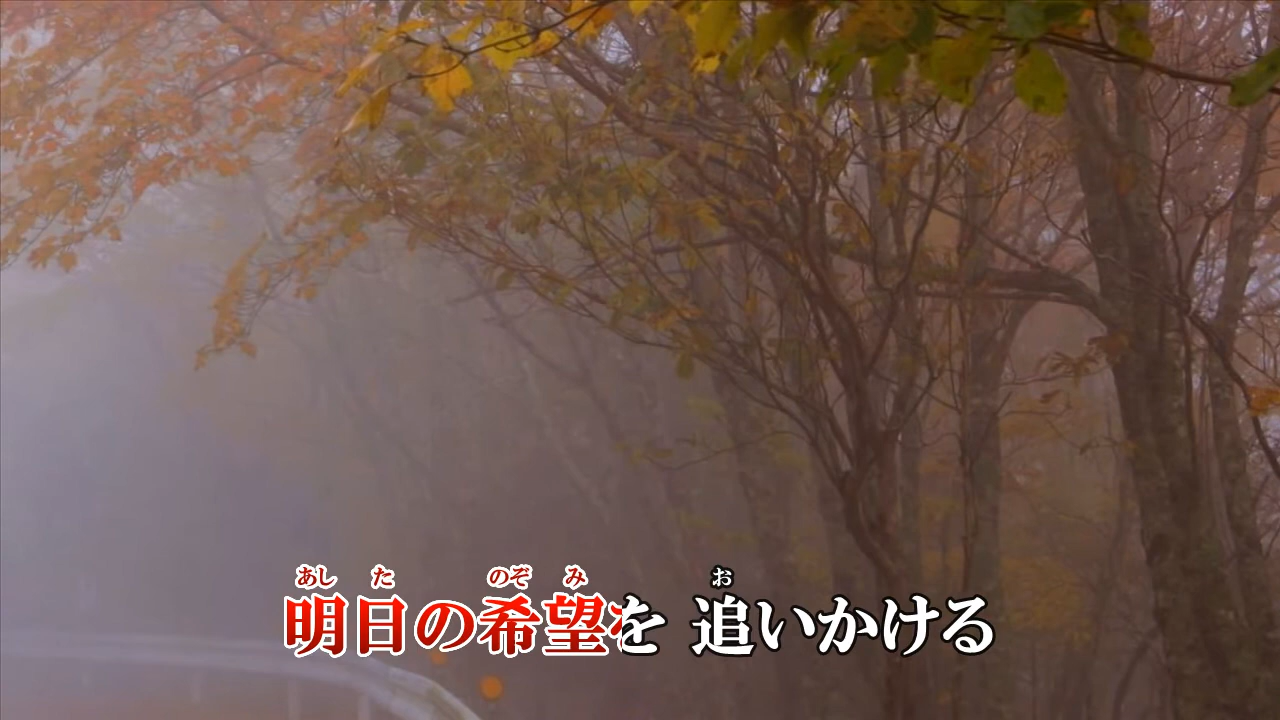 あした のぞみ お
明日の希望を 追いかける